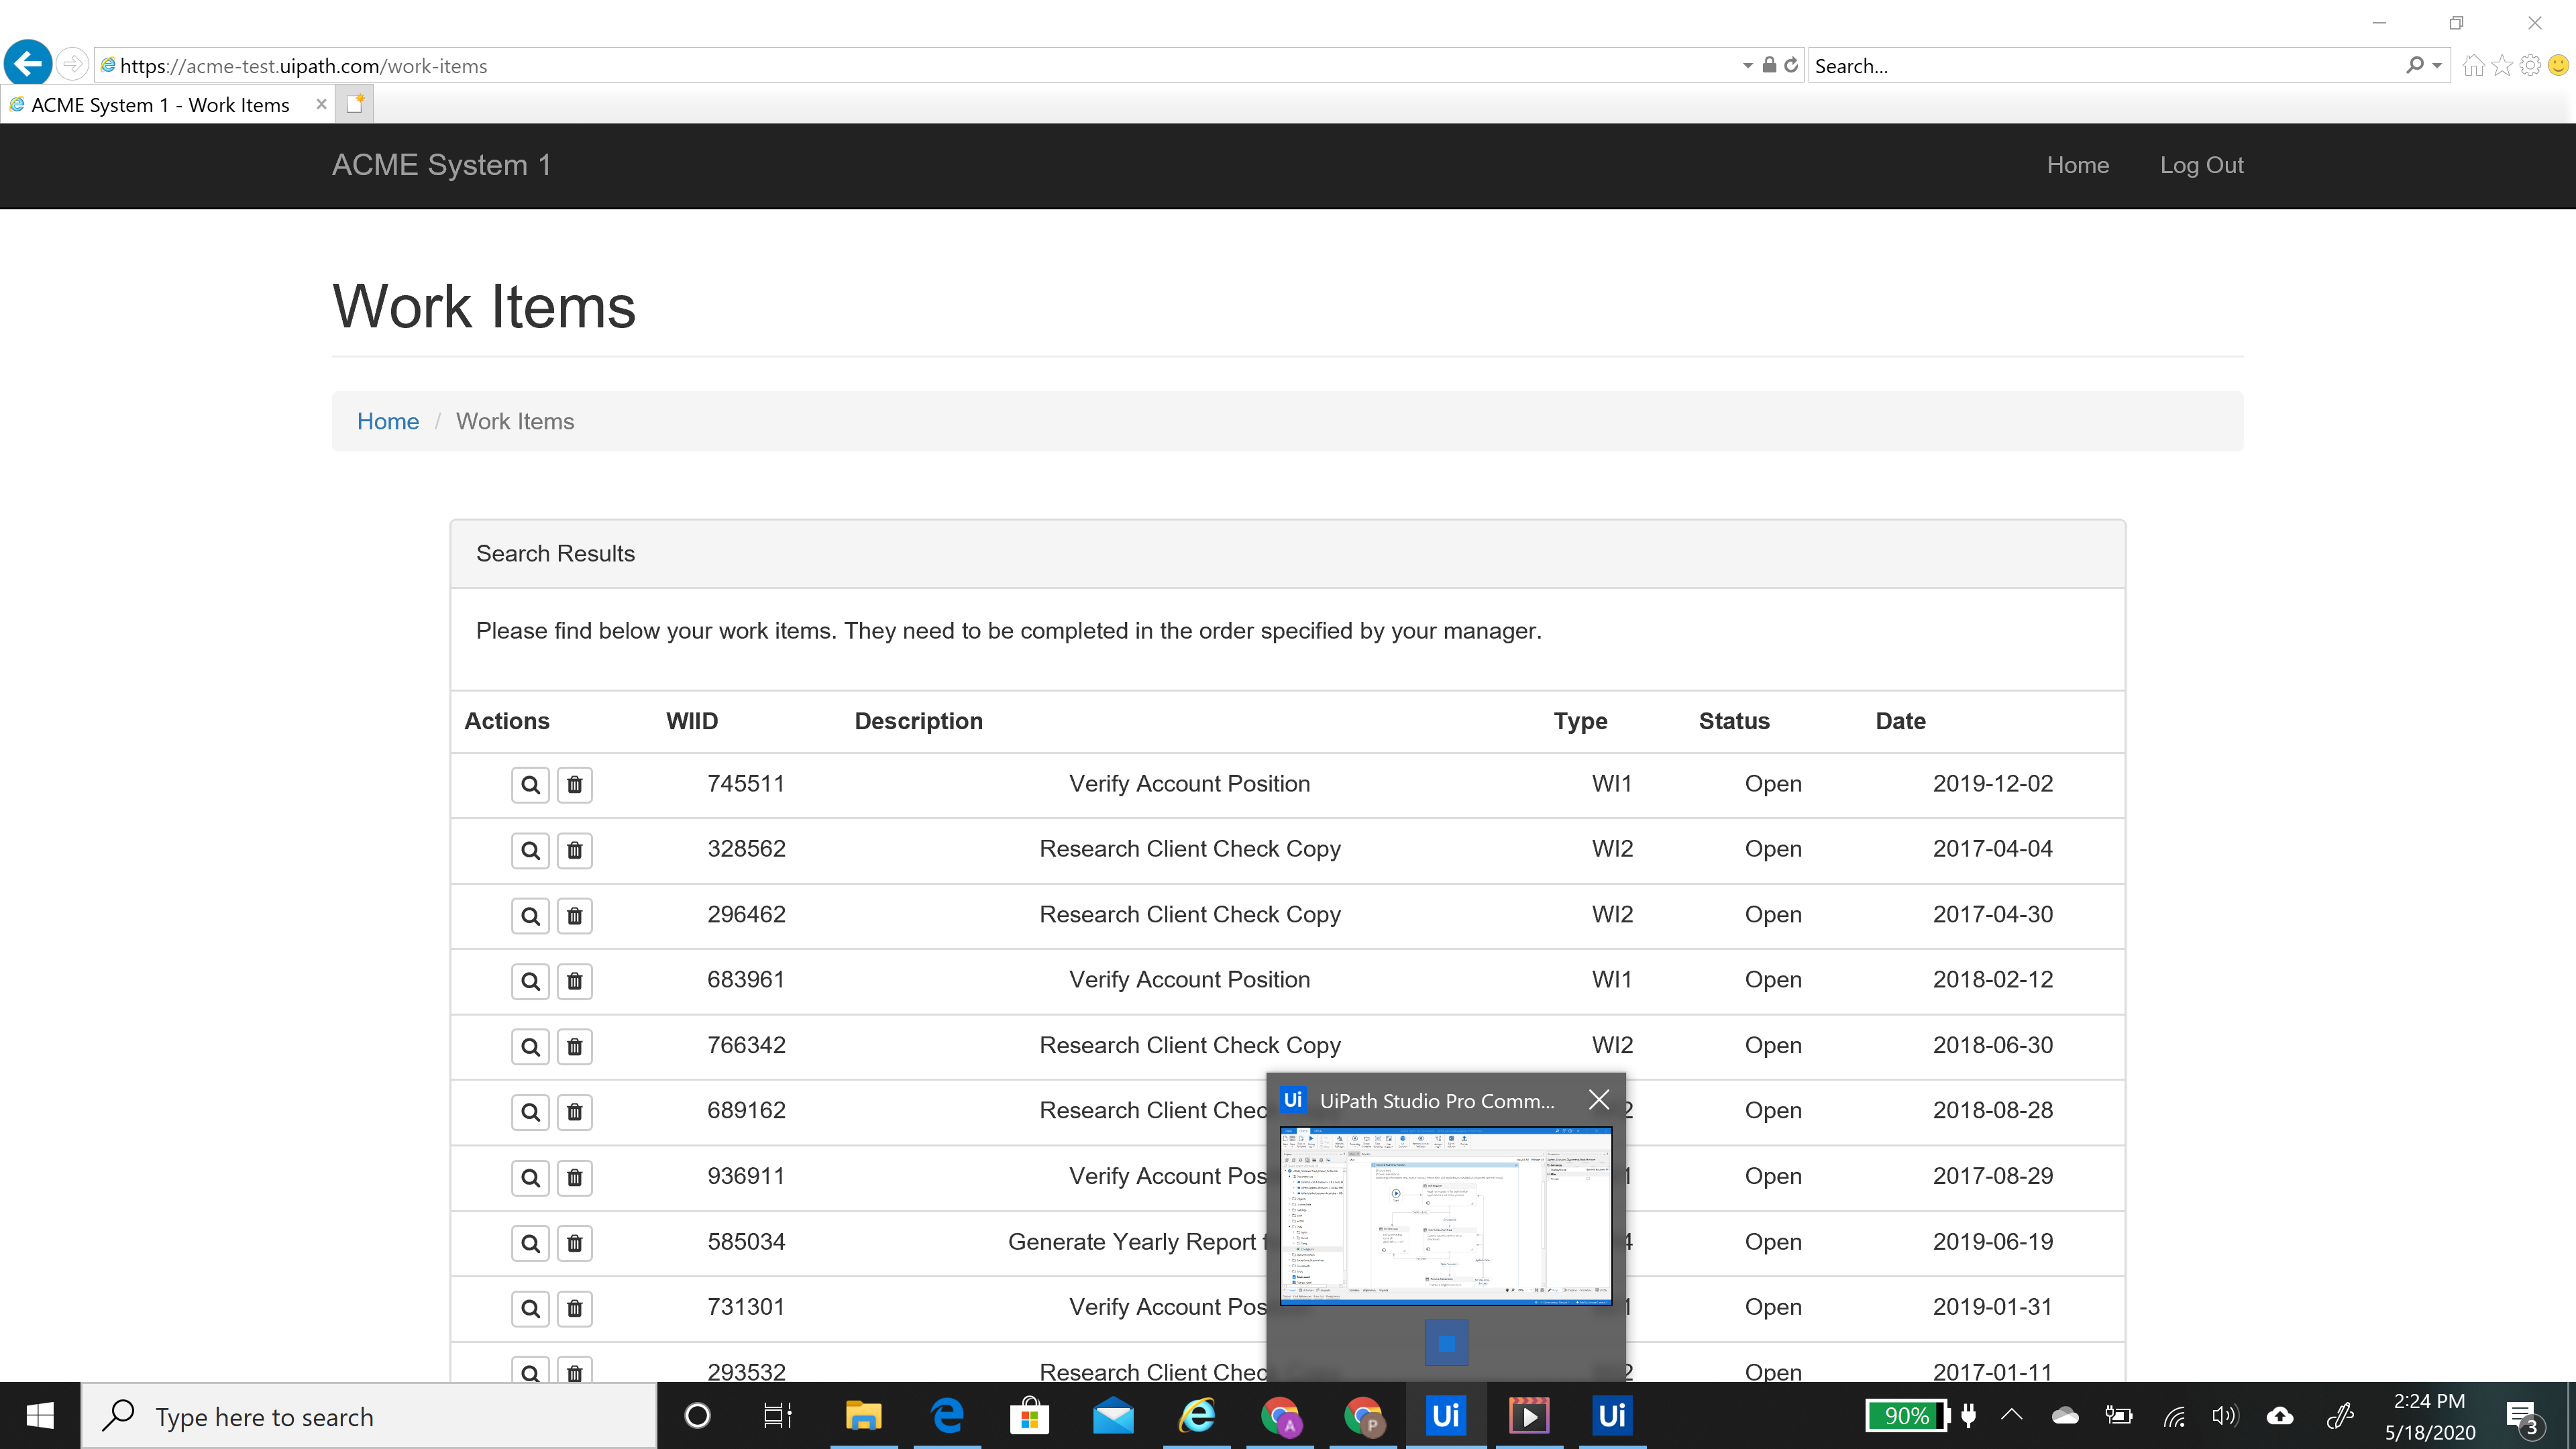 https://acme-test.uipath.com/work-items
Search...
ACME System 1 - Work Items
ACME System 1
Home
Log Out
Work Items
Home / Work Items
Search Results
Please find below your work items. They need to be completed in the order specified by your manager.
Actions WIID Description Type Status Date
745511 Verify Account Position WI1 Open 2019-12-02
328562 Research Client Check Copy WI2 Open 2017-04-04
296462 Research Client Check Copy WI2 Open 2017-04-30
683961 Verify Account Position WI1 Open 2018-02-12
766342 Research Client Check Copy WI2 Open 2018-06-30
689162 Research Client Chec 2 Open 2018-08-28
936911 Verify Account Pos 1 Open 2017-08-29
585034 Generate Yearly Report f 4 Open 2019-06-19
731301 Verify Account Pos 1 Open 2019-01-31
293532 Research Client Chec 2 Open 2017-01-11
Ui UiPath Studio Pro Comm...
Type here to search
A
P
Ui
Ui
90%
2:24 PM
5/18/2020
3